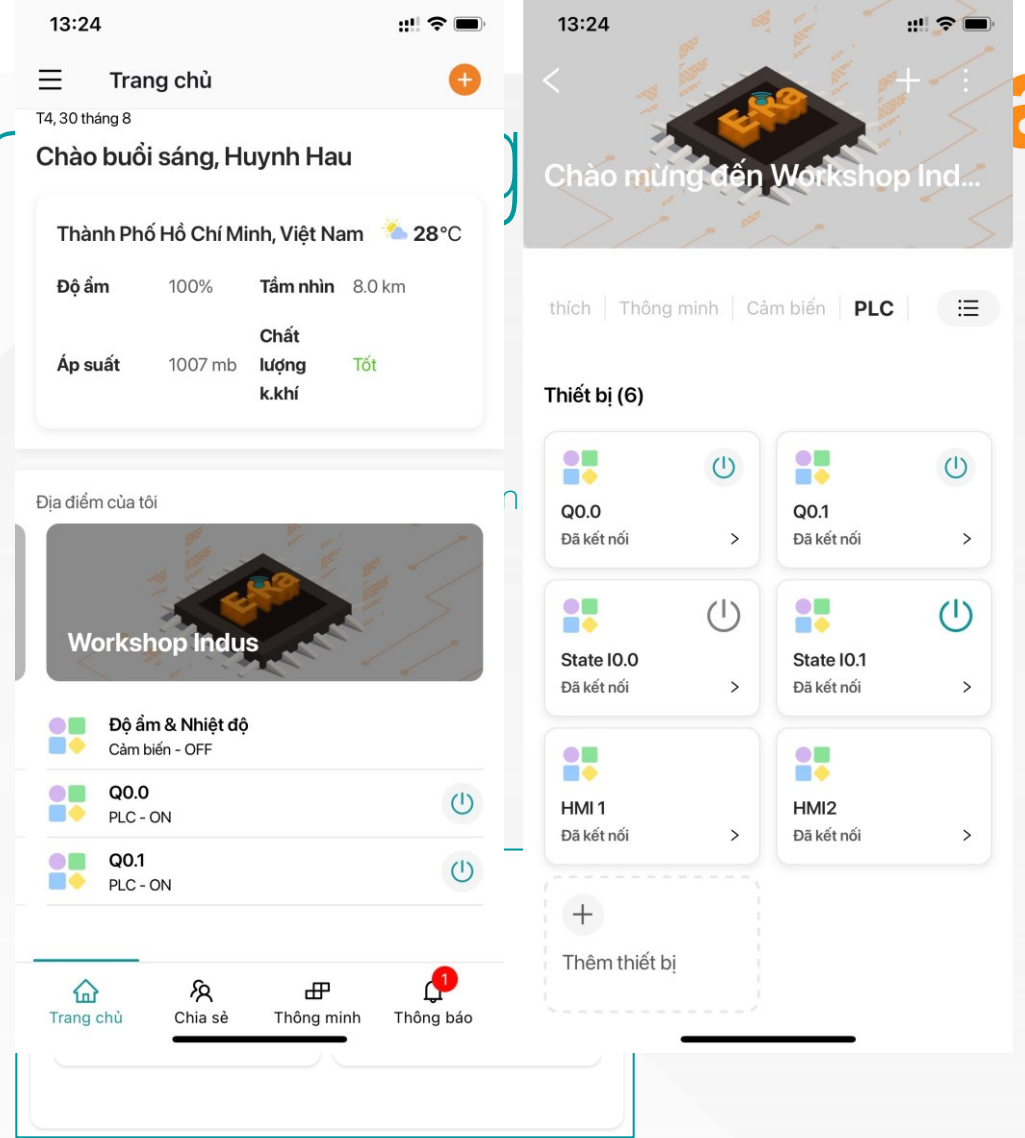 13:24
Trang chủ
T4, 30 tháng 8
Chào buổi sáng, Huynh Hau
Thành Phố Hồ Chí Minh, Việt Nam 28°C
Độ ẩm 100% Tầm nhìn 8.0 km
Áp suất 1007 mb Chất
lượng
k.khí Tốt
Địa điểm của tôi
E-Ka
Workshop Indus
Độ ẩm & Nhiệt độ
Cảm biến - OFF
Q0.0
PLC - ON
Q0.1
PLC - ON
Trang chủ
Chia sẻ
Thông minh
1
Thông báo
13:24
E-Ka
Chào mừng đến Workshop Ind...
thích Thông minh Cảm biến PLC
Thiết bị (6)
Q0.0
Đã kết nối
Q0.1
Đã kết nối
State I0.0
Đã kết nối
State I0.1
Đã kết nối
HMI 1
Đã kết nối
HMI2
Đã kết nối
Thêm thiết bị